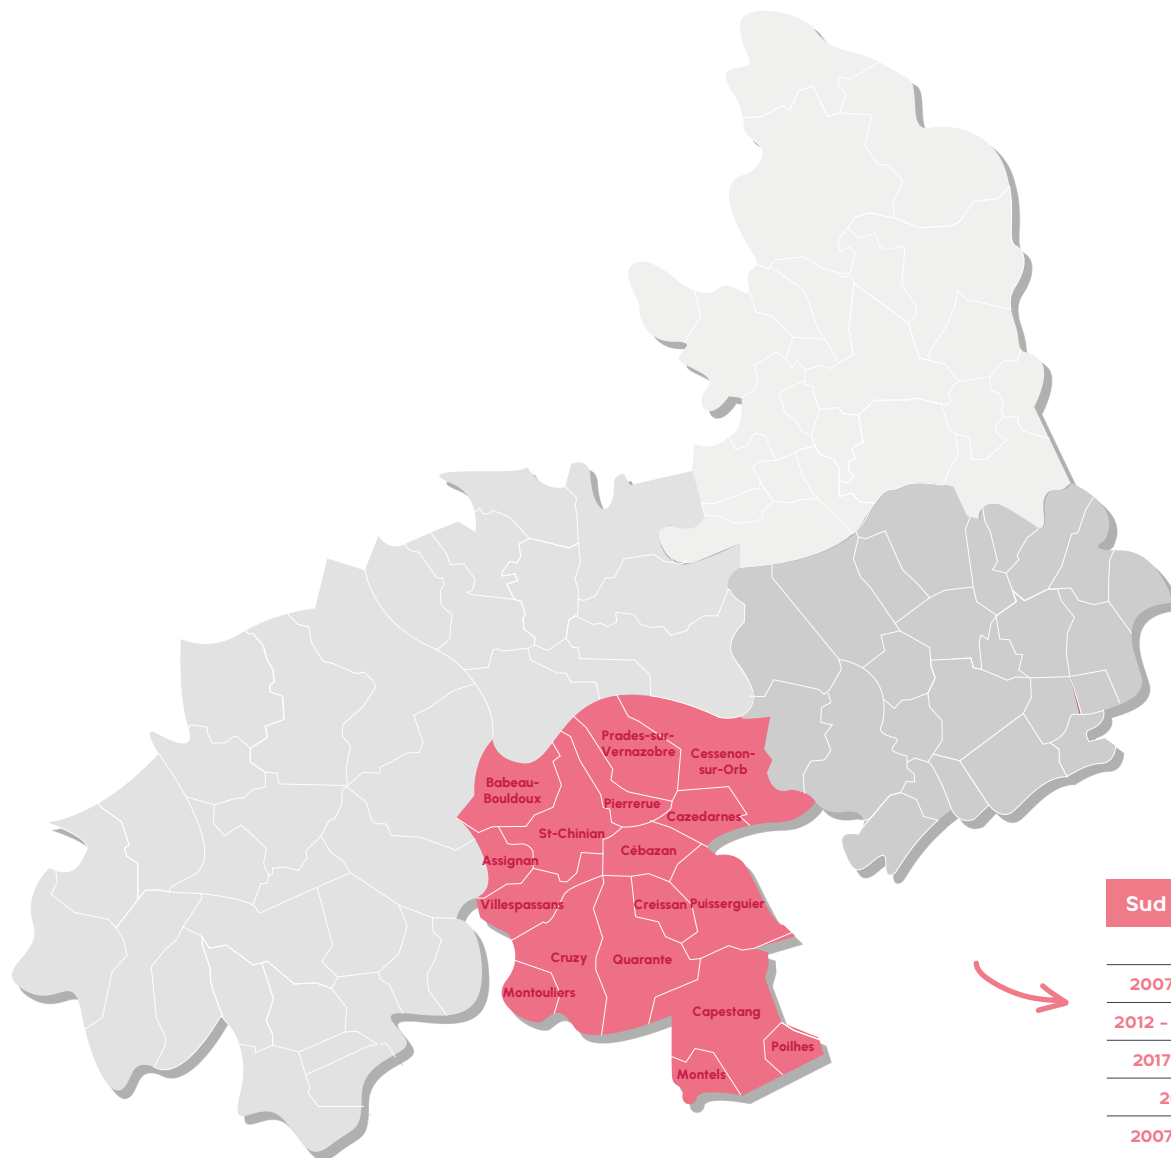 Prades-sur-
Vernazobre
Cessenon-
sur-Orb
Babeau-
Bouldoux
Pierrerue
Cazedarnes
St-Chinian
Cébazan
Assignan
Villespassans
Creissan
Puisserguier
Sud
Cruzy
Quarante
2007
Montouliers
Capestang
2012 -
Poilhes
2017
Montels
2
2007